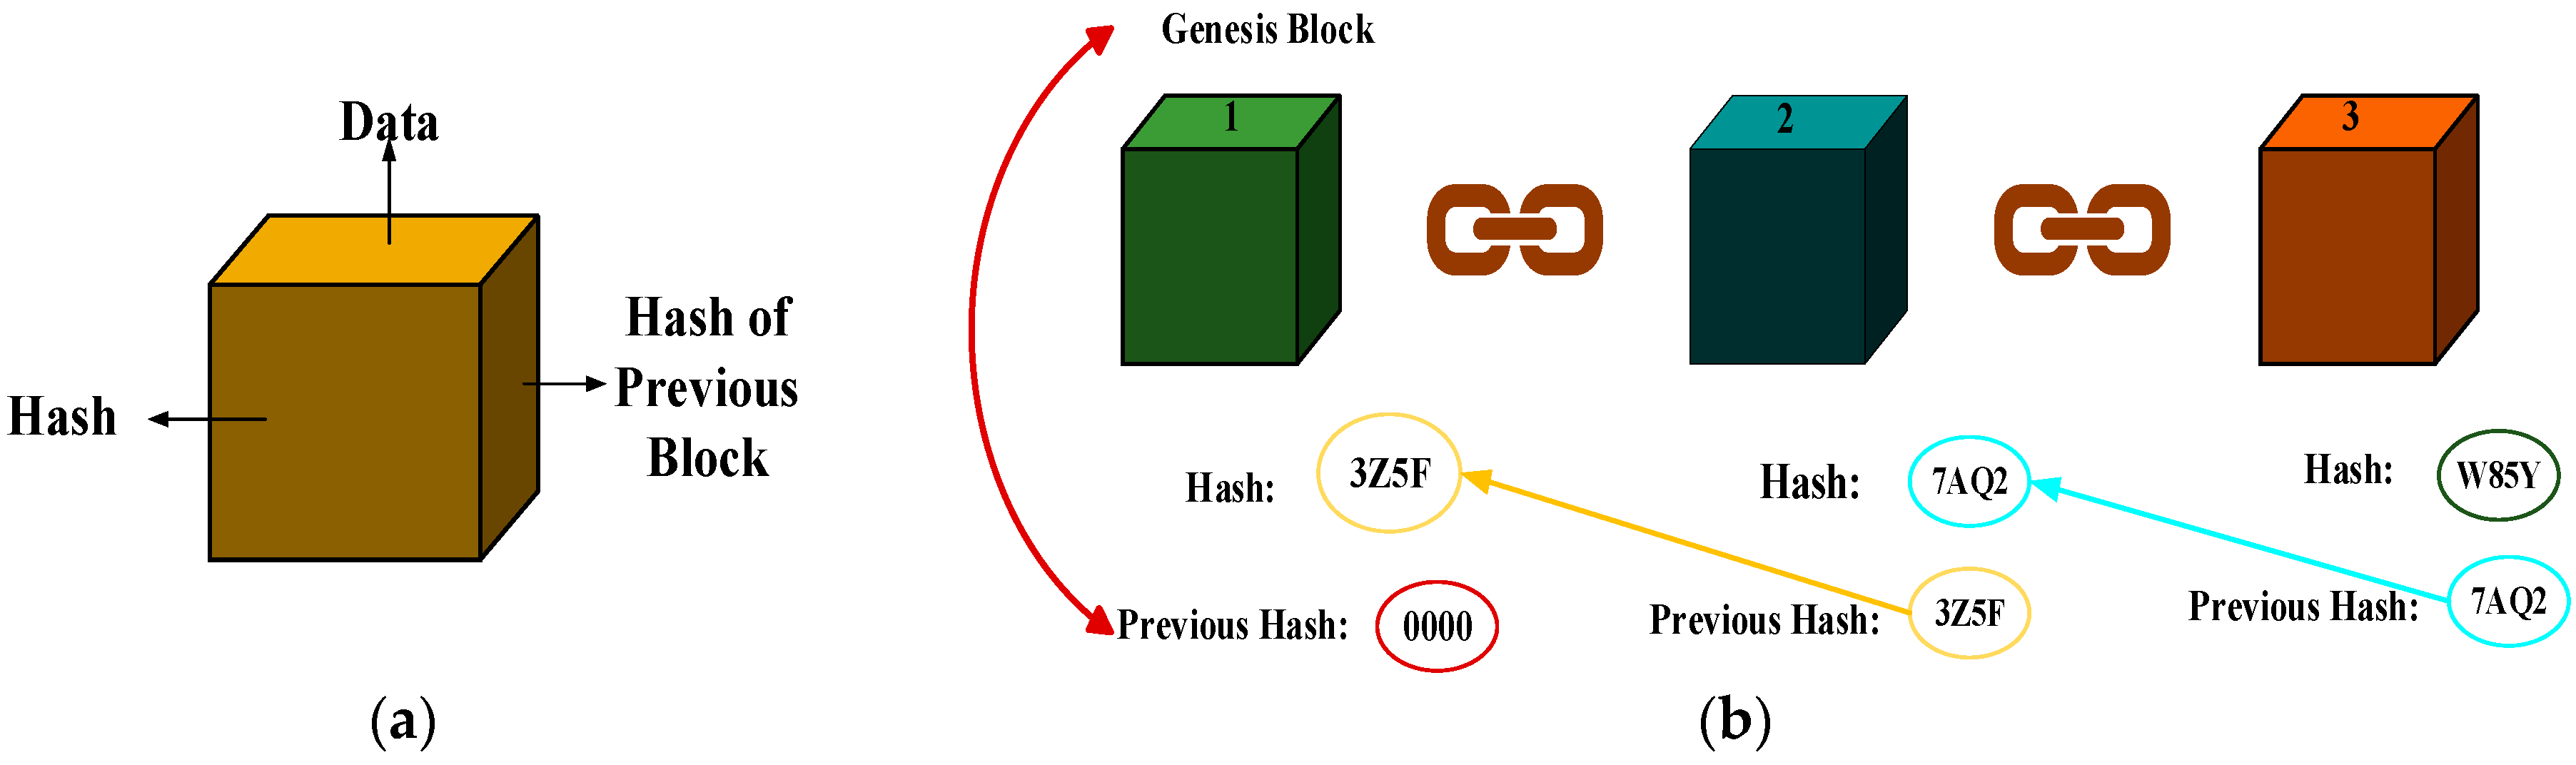 Data
Hash of
Previous
Block
Hash
(a)
Genesis Block
1
2
3
Hash: 3Z5F
Hash: 7AQ2
Hash: W85Y
Previous Hash: 0000
Previous Hash: 3Z5F
Previous Hash: 7AQ2
(b)